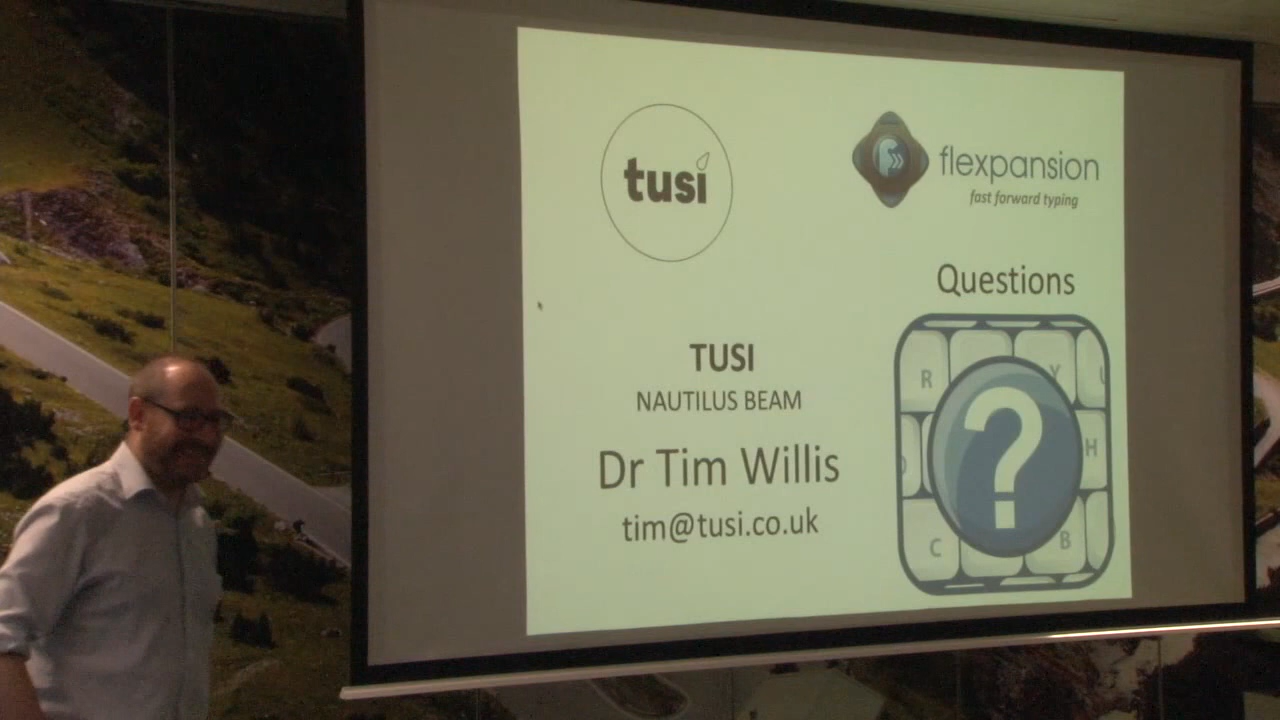 tusi
flexpansion
fast forward typing
Questions
TUSI
NAUTILUS BEAM
Dr Tim Willis
tim@tusi.co.uk
R
Y
U
?
H
C
B